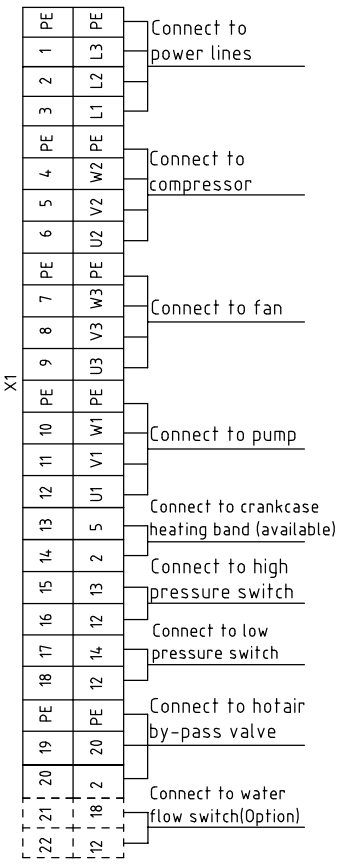 X1
PE PE
1 L3
2 L2
3 L1
Connect to
power lines
PE PE
4 W2
5 V2
6 U2
Connect to
compressor
PE PE
7 W3
8 V3
9 U3
Connect to fan
PE PE
10 W1
11 V1
12 U1
Connect to pump
13 5
14 2
Connect to crankcase
heating band (available)
15 13
16 12
Connect to high
pressure switch
17 14
18 12
Connect to low
pressure switch
PE PE
19 20
20 2
Connect to hotair
by-pass valve
21 18
22 12
Connect to water
flow switch(Option)